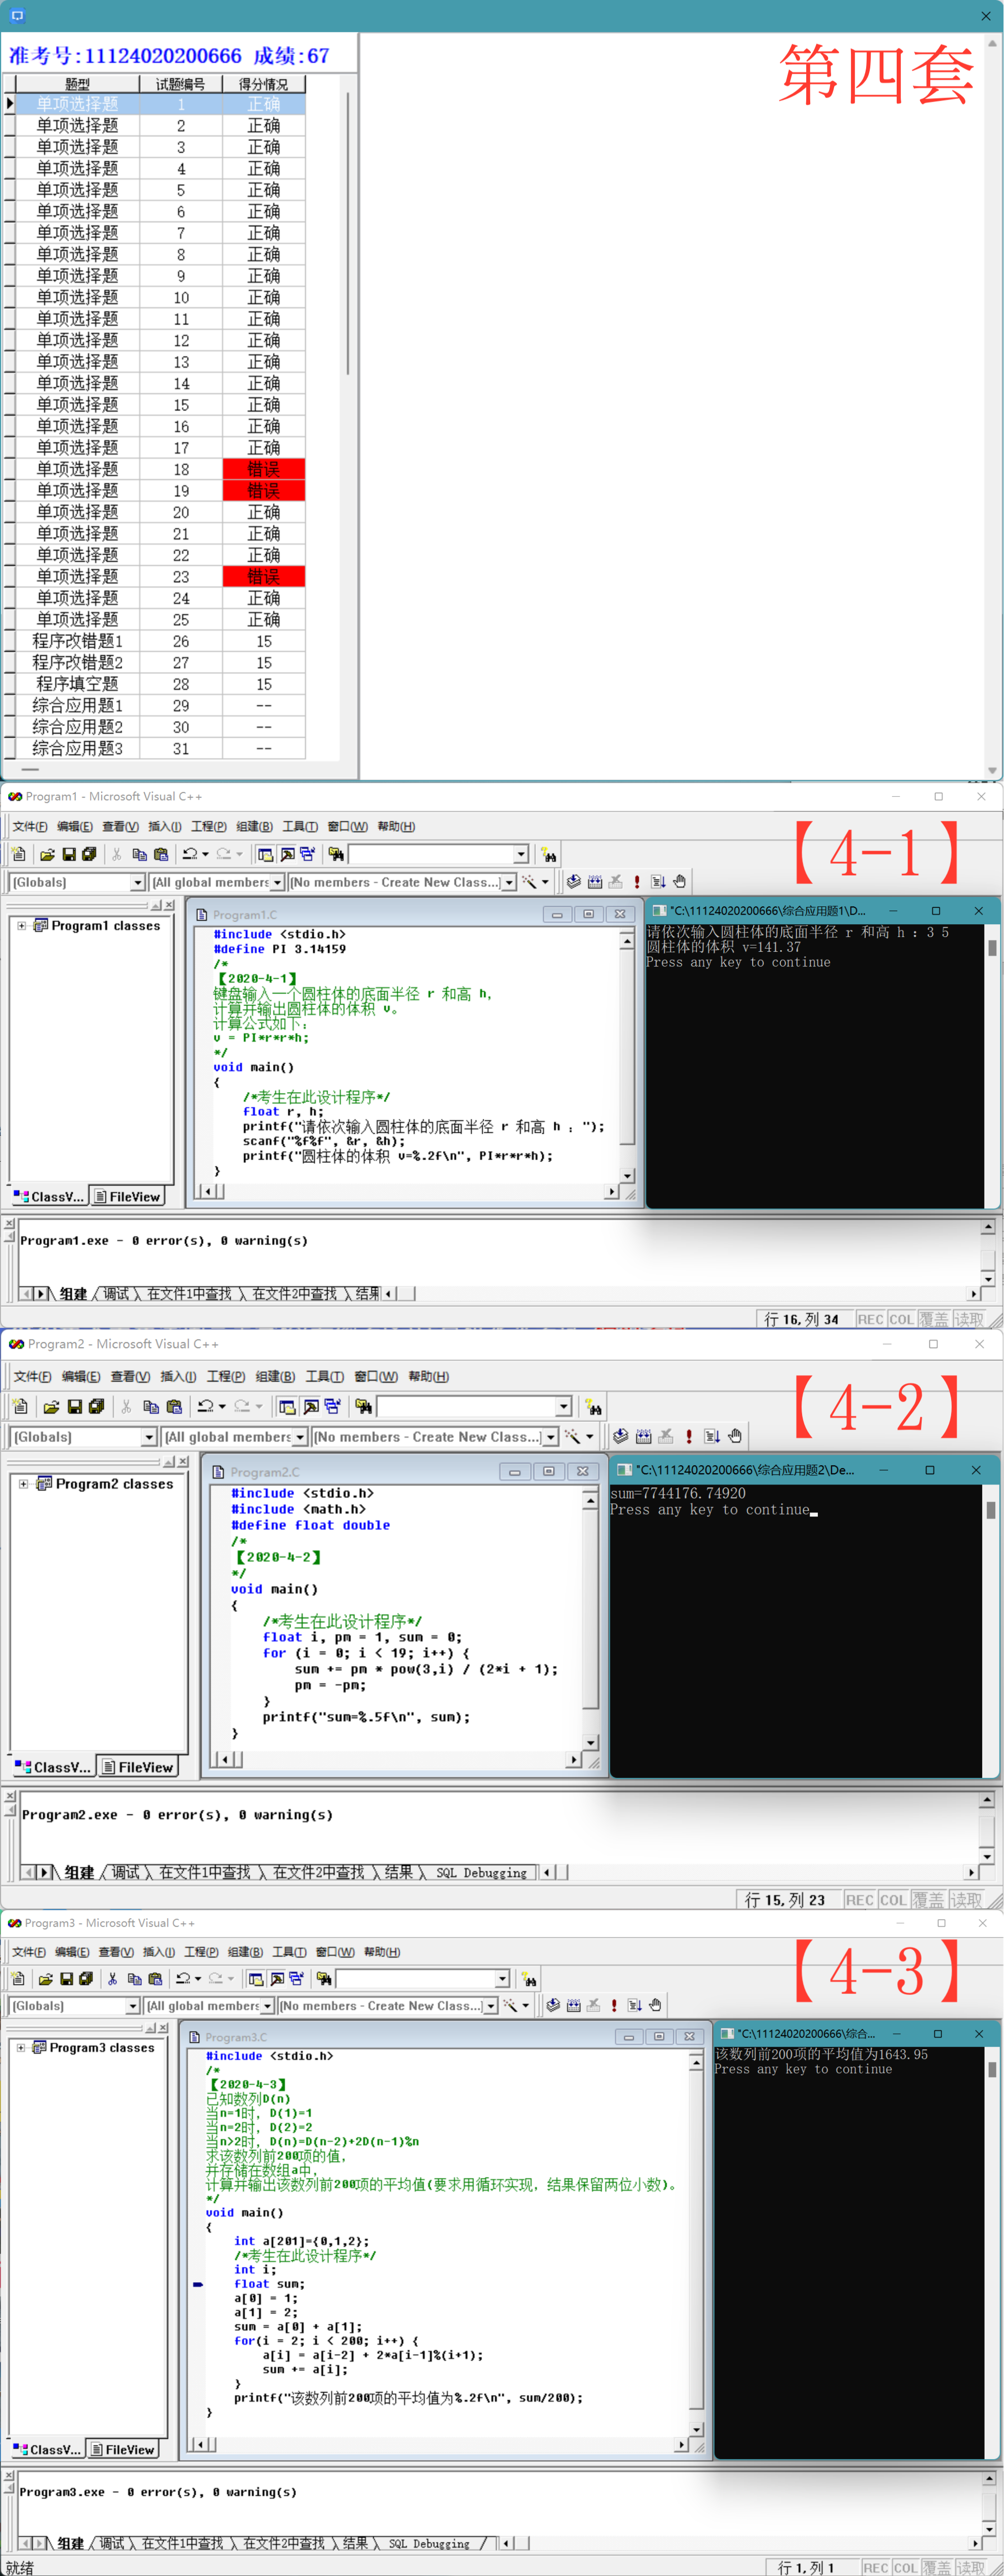 准考号:11124020200666 成绩:67
第四套
题型 试题编号 得分情况
单项选择题 1 正确
单项选择题 2 正确
单项选择题 3 正确
单项选择题 4 正确
单项选择题 5 正确
单项选择题 6 正确
单项选择题 7 正确
单项选择题 8 正确
单项选择题 9 正确
单项选择题 10 正确
单项选择题 11 正确
单项选择题 12 正确
单项选择题 13 正确
单项选择题 14 正确
单项选择题 15 正确
单项选择题 16 正确
单项选择题 17 正确
单项选择题 18 错误
单项选择题 19 错误
单项选择题 20 正确
单项选择题 21 正确
单项选择题 22 正确
单项选择题 23 错误
单项选择题 24 正确
单项选择题 25 正确
程序改错题1 26 15
程序改错题2 27 15
程序填空题 28 15
综合应用题1 29 --
综合应用题2 30 --
综合应用题3 31 --
Program1 - Microsoft Visual C++
文件(F) 编辑(E) 查看(V) 插入(I) 工程(P) 组建(B) 工具(T) 窗口(W) 帮助(H)
【4-1】
(Globals) (All global members (No members - Create New Class...)
Program1 classes
ClassV... FileView
Program1.C
#include <stdio.h>
#define PI 3.14159
/*
【2020-4-1】
键盘输入一个圆柱体的底面半径 r 和高 h,
计算并输出圆柱体的体积 v。
计算公式如下:
v = PI*r*r*h;
*/
void main()
{
/*考生在此设计程序*/
float r, h;
printf("请依次输入圆柱体的底面半径 r 和高 h : ");
scanf("%f%f", &r, &h);
printf("圆柱体的体积 v=%.2f\n", PI*r*r*h);
}
"C:\11124020200666\综合应用题1\D...
请依次输入圆柱体的底面半径 r 和高 h : 3 5
圆柱体的体积 v=141.37
Press any key to continue
Program1.exe - 0 error(s), 0 warning(s)
组建 调试 在文件1中查找 在文件2中查找 结果
行 16, 列 34 REC COL 覆盖 读取
Program2 - Microsoft Visual C++
文件(F) 编辑(E) 查看(V) 插入(I) 工程(P) 组建(B) 工具(T) 窗口(W) 帮助(H)
【4-2】
(Globals) (All global members (No members - Create New Class...)
Program2 classes
ClassV... FileView
Program2.C
#include <stdio.h>
#include <math.h>
#define float double
/*
【2020-4-2】
*/
void main()
{
/*考生在此设计程序*/
float i, pm = 1, sum = 0;
for (i = 0; i < 19; i++) {
sum += pm * pow(3,i) / (2*i + 1);
pm = -pm;
}
printf("sum=%.5f\n", sum);
}
"C:\11124020200666\综合应用题2\De...
sum=7744176.74920
Press any key to continue
Program2.exe - 0 error(s), 0 warning(s)
组建 调试 在文件1中查找 在文件2中查找 结果 SQL Debugging
行 15, 列 23 REC COL 覆盖 读取
Program3 - Microsoft Visual C++
文件(F) 编辑(E) 查看(V) 插入(I) 工程(P) 组建(B) 工具(T) 窗口(W) 帮助(H)
【4-3】
(Globals) (All global members (No members - Create New Class...)
Program3 classes
ClassV... FileView
Program3.C
#include <stdio.h>
/*
【2020-4-3】
已知数列D(n)
当n=1时, D(1)=1
当n=2时, D(2)=2
当n>2时, D(n)=D(n-2)+2D(n-1)%n
求该数列前200项的值,
并存储在数组a中,
计算并输出该数列前200项的平均值(要求用循环实现, 结果保留两位小数)。
*/
void main()
{
int a[201]={0,1,2};
/*考生在此设计程序*/
int i;
float sum;
a[0] = 1;
a[1] = 2;
sum = a[0] + a[1];
for(i = 2; i < 200; i++) {
a[i] = a[i-2] + 2*a[i-1]%(i+1);
sum += a[i];
}
printf("该数列前200项的平均值为%.2f\n", sum/200);
}
"C:\11124020200666\综合...
该数列前200项的平均值为1643.95
Press any key to continue
Program3.exe - 0 error(s), 0 warning(s)
组建 调试 在文件1中查找 在文件2中查找 结果 SQL Debugging
就绪 行 1, 列 1 REC COL 覆盖 读取